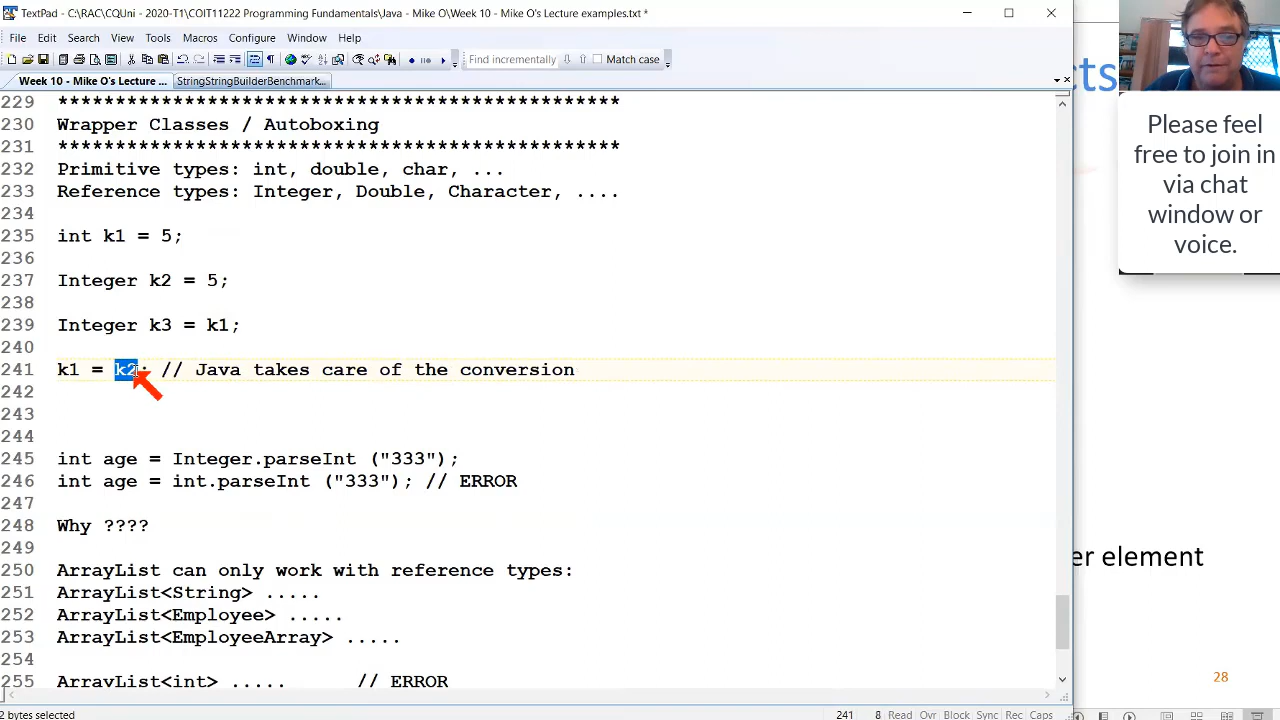 TextPad - C:\RAC\CQUni - 2020-T1\COIT11222 Programming Fundamentals\Java - Mike O\Week 10 - Mike O's Lecture examples.txt *
File Edit Search View Tools Macros Configure Window Help
Find incrementally Match case
Week 10 - Mike O's Lecture ... StringStringBuilderBenchmark...
229 *************************************************
230 Wrapper Classes / Autoboxing
231 *************************************************
232 Primitive types: int, double, char, ...
233 Reference types: Integer, Double, Character, ....
234
235 int k1 = 5;
236
237 Integer k2 = 5;
238
239 Integer k3 = k1;
240
241 k1 = k2; // Java takes care of the conversion
242
243
244
245 int age = Integer.parseInt ("333");
246 int age = int.parseInt ("333"); // ERROR
247
248 Why ????
249
250 ArrayList can only work with reference types:
251 ArrayList<String> .....
252 ArrayList<Employee> .....
253 ArrayList<EmployeeArray> .....
254
255 ArrayList<int> ..... // ERROR
2 bytes selected 241 8 Read Ovr Block Sync Rec Caps
cts
Please feel
free to join in
via chat
window or
voice.
er element
28